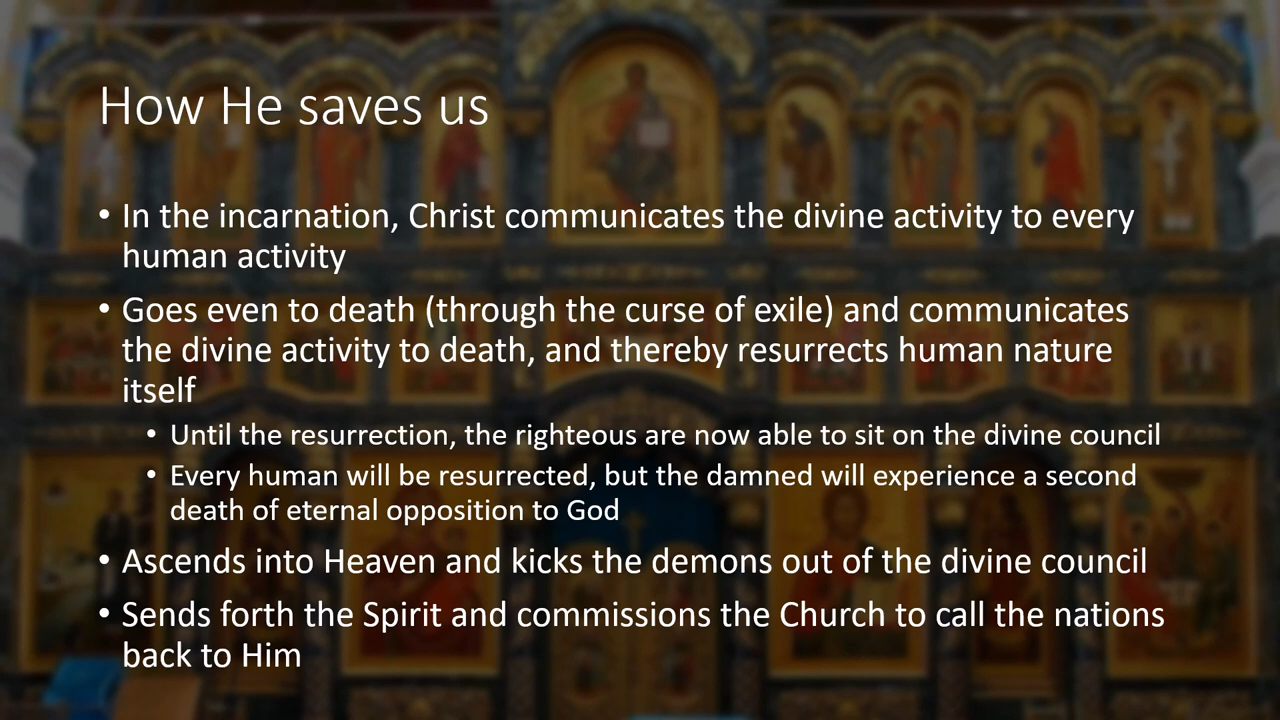 How He saves us
• In the incarnation, Christ communicates the divine activity to every
human activity
• Goes even to death (through the curse of exile) and communicates
the divine activity to death, and thereby resurrects human nature
itself
• Until the resurrection, the righteous are now able to sit on the divine council
• Every human will be resurrected, but the damned will experience a second
death of eternal opposition to God
• Ascends into Heaven and kicks the demons out of the divine council
• Sends forth the Spirit and commissions the Church to call the nations
back to Him